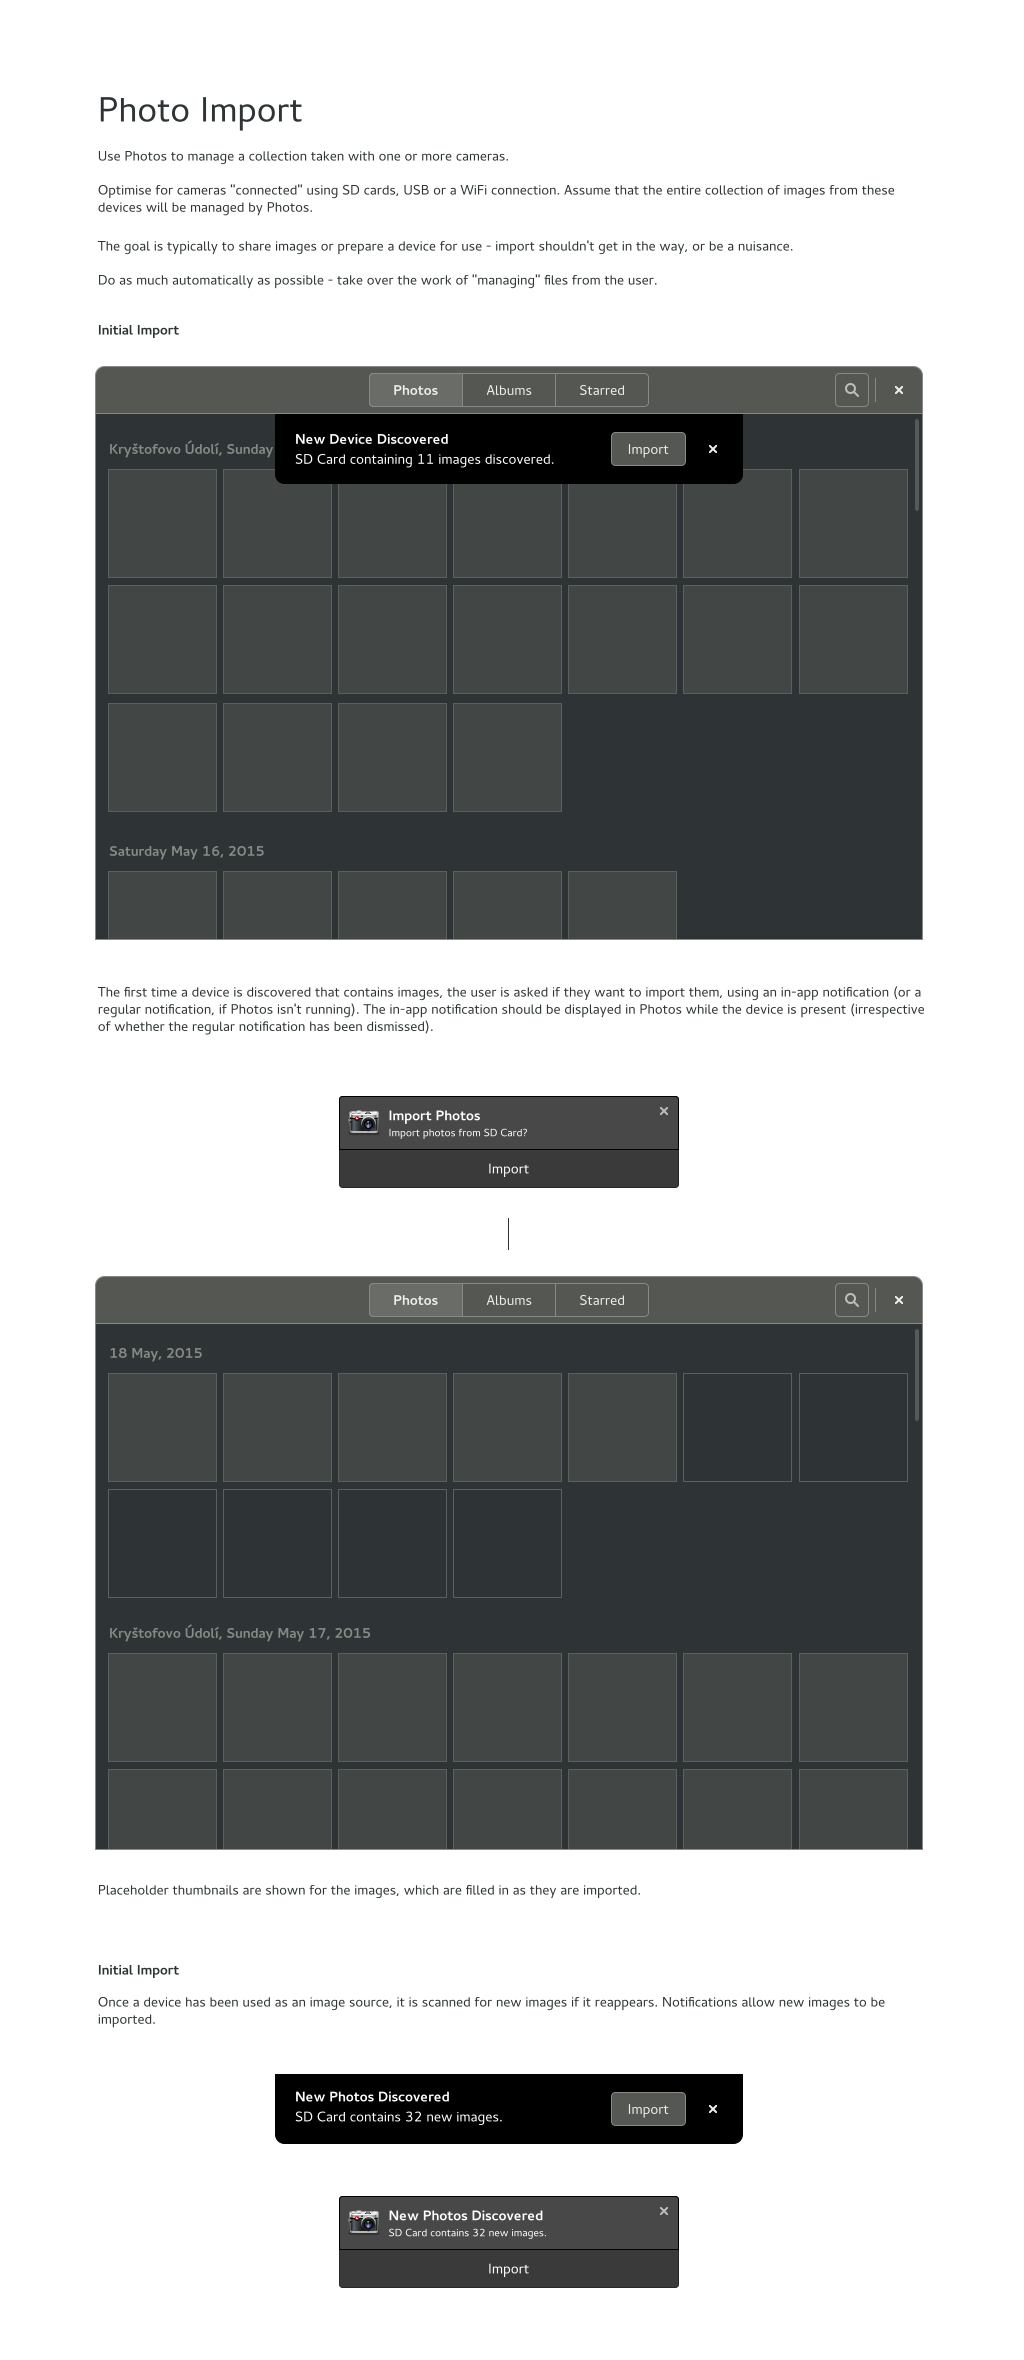 Photo Import
Use Photos to manage a collection taken with one or more cameras.
Optimise for cameras "connected" using SD cards, USB or a WiFi connection. Assume that the entire collection of images from these
devices will be managed by Photos.
The goal is typically to share images or prepare a device for use - import shouldn't get in the way, or be a nuisance.
Do as much automatically as possible - take over the work of "managing" files from the user.
Initial Import
Photos
Albums
Starred
New Device Discovered
SD Card containing 11 images discovered.
Import
Kryštofovo Údolí, Sunday
Saturday May 16, 2015
The first time a device is discovered that contains images, the user is asked if they want to import them, using an in-app notification (or a
regular notification, if Photos isn't running). The in-app notification should be displayed in Photos while the device is present (irrespective
of whether the regular notification has been dismissed).
Import Photos
Import photos from SD Card?
Import
Photos
Albums
Starred
18 May, 2015
Kryštofovo Údolí, Sunday May 17, 2015
Placeholder thumbnails are shown for the images, which are filled in as they are imported.
Initial Import
Once a device has been used as an image source, it is scanned for new images if it reappears. Notifications allow new images to be
imported.
New Photos Discovered
SD Card contains 32 new images.
Import
New Photos Discovered
SD Card contains 32 new images.
Import